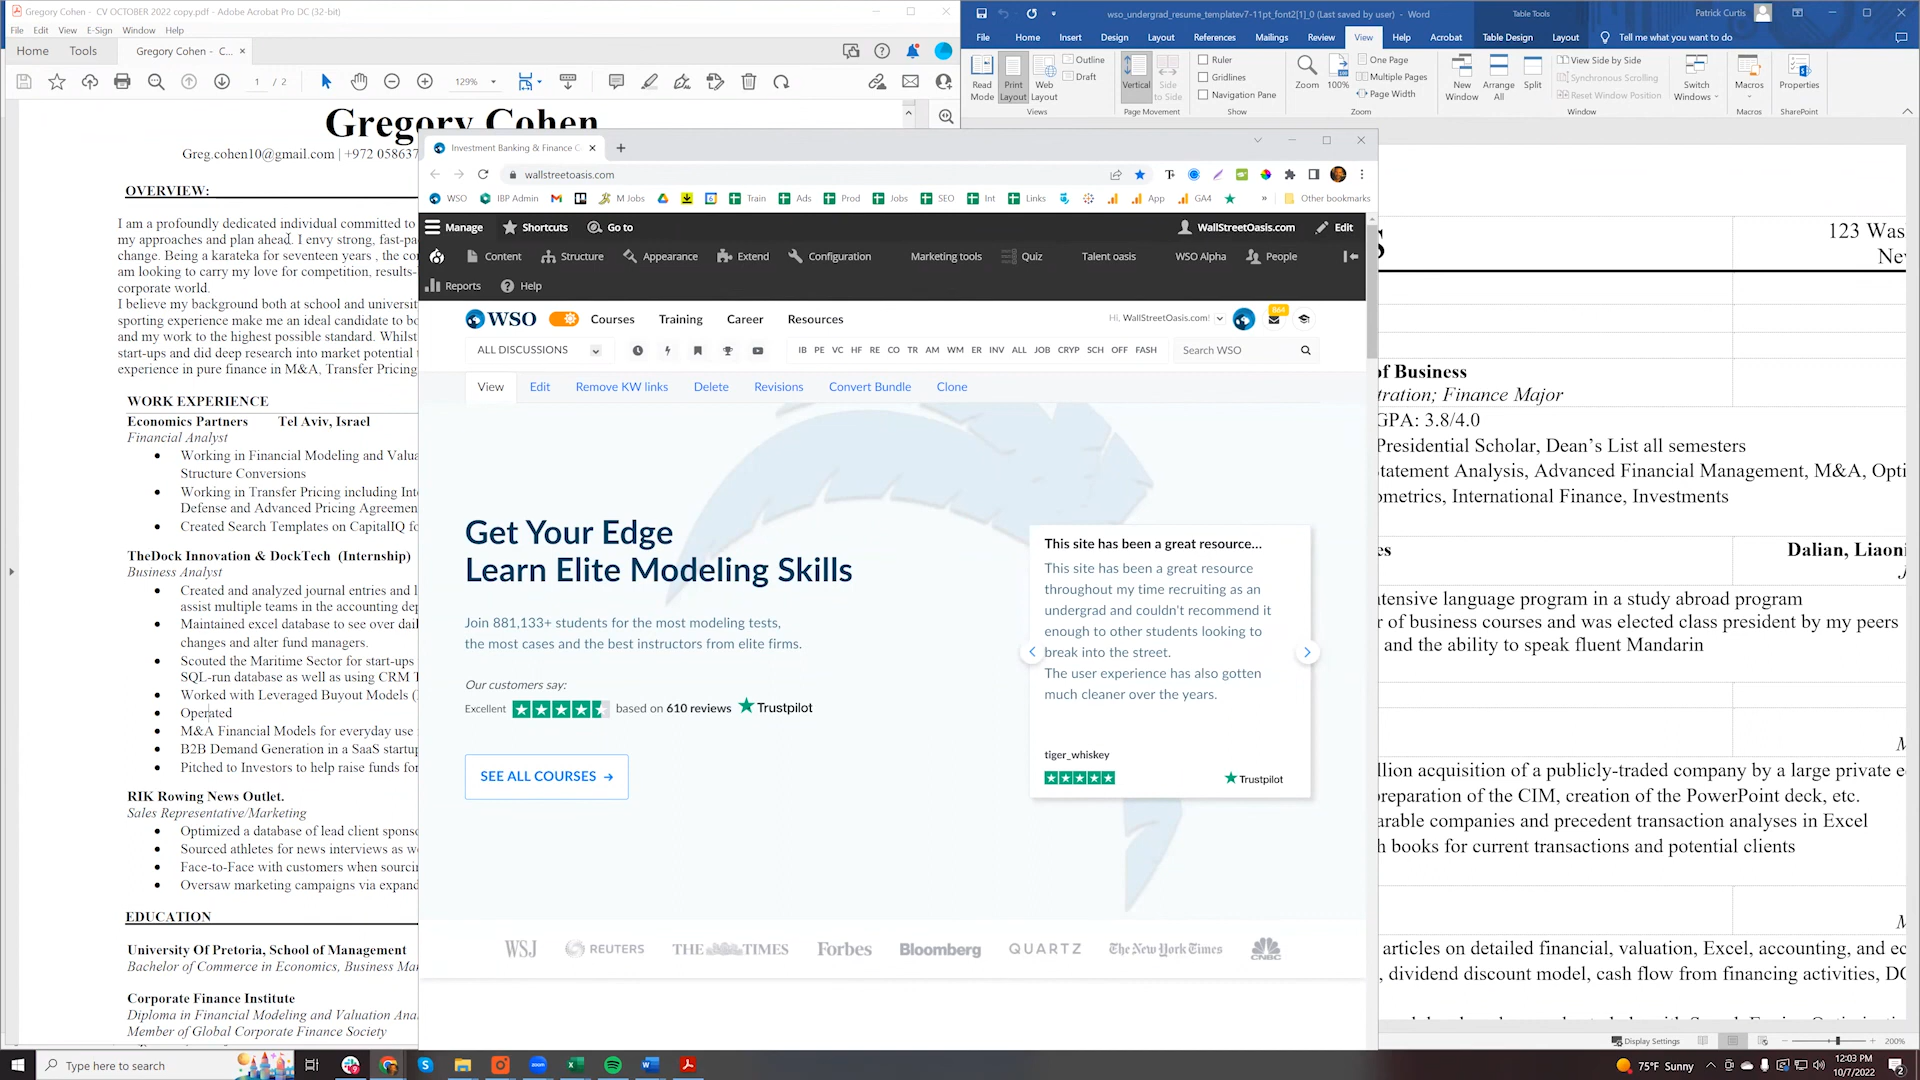 Gregory Cohen - CV OCTOBER 2022 copy.pdf - Adobe Acrobat Pro DC (32-bit)
File Edit View E-Sign Window Help
Home Tools Gregory Cohen - C... ×
1 / 2 129%
Gregory Cohen
Greg.cohen10@gmail.com | +972 058637
OVERVIEW:
I am a profoundly dedicated individual committed to
my approaches and plan ahead. I envy strong, fast-pa
change. Being a karateka for seventeen years , the co
am looking to carry my love for competition, results-
corporate world.
I believe my background both at school and universit
sporting experience make me an ideal candidate to bo
and my work to the highest possible standard. Whilst
start-ups and did deep research into market potential t
experience in pure finance in M&A, Transfer Pricing
WORK EXPERIENCE
Economics Partners Tel Aviv, Israel
Financial Analyst
• Working in Financial Modeling and Valua
Structure Conversions
• Working in Transfer Pricing including Int
Defense and Advanced Pricing Agreemen
• Created Search Templates on CapitalIQ fo
TheDock Innovation & DockTech (Internship)
Business Analyst
• Created and analyzed journal entries and l
assist multiple teams in the accounting dep
• Maintained excel database to see over dail
changes and alter fund managers.
• Scouted the Maritime Sector for start-ups
SQL-run database as well as using CRM T
• Worked with Leveraged Buyout Models (
• Operated
• M&A Financial Models for everyday use
• B2B Demand Generation in a SaaS startup
• Pitched to Investors to help raise funds for
RIK Rowing News Outlet.
Sales Representative/Marketing
• Optimized a database of lead client sponso
• Sourced athletes for news interviews as w
• Face-to-Face with customers when sourcin
• Oversaw marketing campaigns via expand
EDUCATION
University Of Pretoria, School of Management
Bachelor of Commerce in Economics, Business Man
Corporate Finance Institute
Diploma in Financial Modeling and Valuation Ana
Member of Global Corporate Finance Society
Investment Banking & Finance C ×
wallstreetoasis.com
WSO IBP Admin M Jobs Train Ads Prod Jobs SEO Int Links App GA4 » Other bookmarks
Manage Shortcuts Go to WallStreetOasis.com Edit
Content Structure Appearance Extend Configuration Marketing tools Quiz Talent oasis WSO Alpha People
Reports Help
WSO Courses Training Career Resources Hi, WallStreetOasis.com!
ALL DISCUSSIONS IB PE VC HF RE CO TR AM WM ER INV ALL JOB CRYP SCH OFF FASH Search WSO
View Edit Remove KW links Delete Revisions Convert Bundle Clone
Get Your Edge
Learn Elite Modeling Skills
Join 881,133+ students for the most modeling tests,
the most cases and the best instructors from elite firms.
Our customers say:
Excellent based on 610 reviews Trustpilot
SEE ALL COURSES →
This site has been a great resource...
This site has been a great resource
throughout my time recruiting as an
undergrad and couldn't recommend it
enough to other students looking to
break into the street.
The user experience has also gotten
much cleaner over the years.
tiger_whiskey
Trustpilot
WSJ REUTERS THE TIMES Forbes Bloomberg QUARTZ The New York Times CNBC
wso_undergrad_resume_templatev7-11pt_font2[1]_0 (Last saved by user) - Word Table Tools Patrick Curtis
File Home Insert Design Layout References Mailings Review View Help Acrobat Table Design Layout Tell me what you want to do
Read Mode Print Layout Web Layout Outline Draft Vertical Side to Side Ruler Gridlines Navigation Pane Zoom 100% One Page Multiple Pages Page Width New Window Arrange All Split View Side by Side Synchronous Scrolling Reset Window Position Switch Windows Macros Properties
Views Page Movement Show Zoom Window Macros SharePoint
S 123 Was
Nev
of Business
tration; Finance Major
GPA: 3.8/4.0
Presidential Scholar, Dean's List all semesters
tatement Analysis, Advanced Financial Management, M&A, Opti
ometrics, International Finance, Investments
es Dalian, Liaoni
J
ntensive language program in a study abroad program
r of business courses and was elected class president by my peers
and the ability to speak fluent Mandarin
M
llion acquisition of a publicly-traded company by a large private e
preparation of the CIM, creation of the PowerPoint deck, etc.
arable companies and precedent transaction analyses in Excel
h books for current transactions and potential clients
M
articles on detailed financial, valuation, Excel, accounting, and ec
, dividend discount model, cash flow from financing activities, DC
Display Settings 200%
Type here to search
75°F Sunny 12:03 PM
10/7/2022